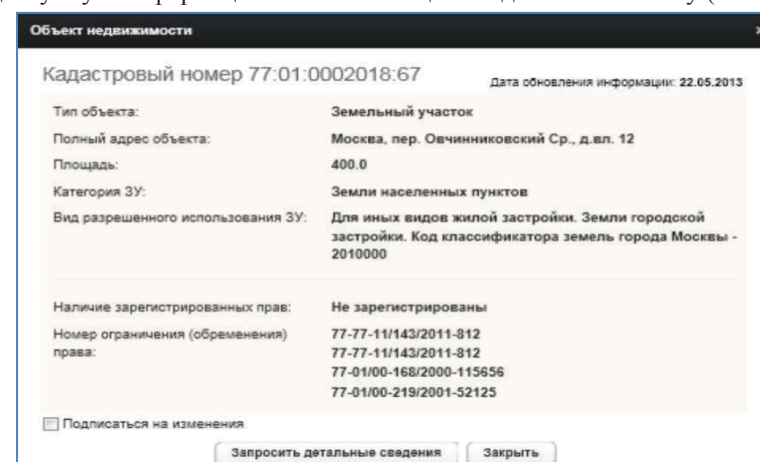 Объект недвижимости
Кадастровый номер 77:01:0002018:67
Дата обновления информации: 22.05.2013
Тип объекта: Земельный участок
Полный адрес объекта: Москва, пер. Овчинниковский Ср., д.вл. 12
Площадь: 400.0
Категория ЗУ: Земли населенных пунктов
Вид разрешенного использования ЗУ: Для иных видов жилой застройки. Земли городской
застройки. Код классификатора земель города Москвы -
2010000
Наличие зарегистрированных прав: Не зарегистрированы
Номер ограничения (обременения) 77-77-11/143/2011-812
права: 77-77-11/143/2011-812
77-01/00-168/2000-115656
77-01/00-219/2001-52125
Подписаться на изменения
Запросить детальные сведения Закрыть